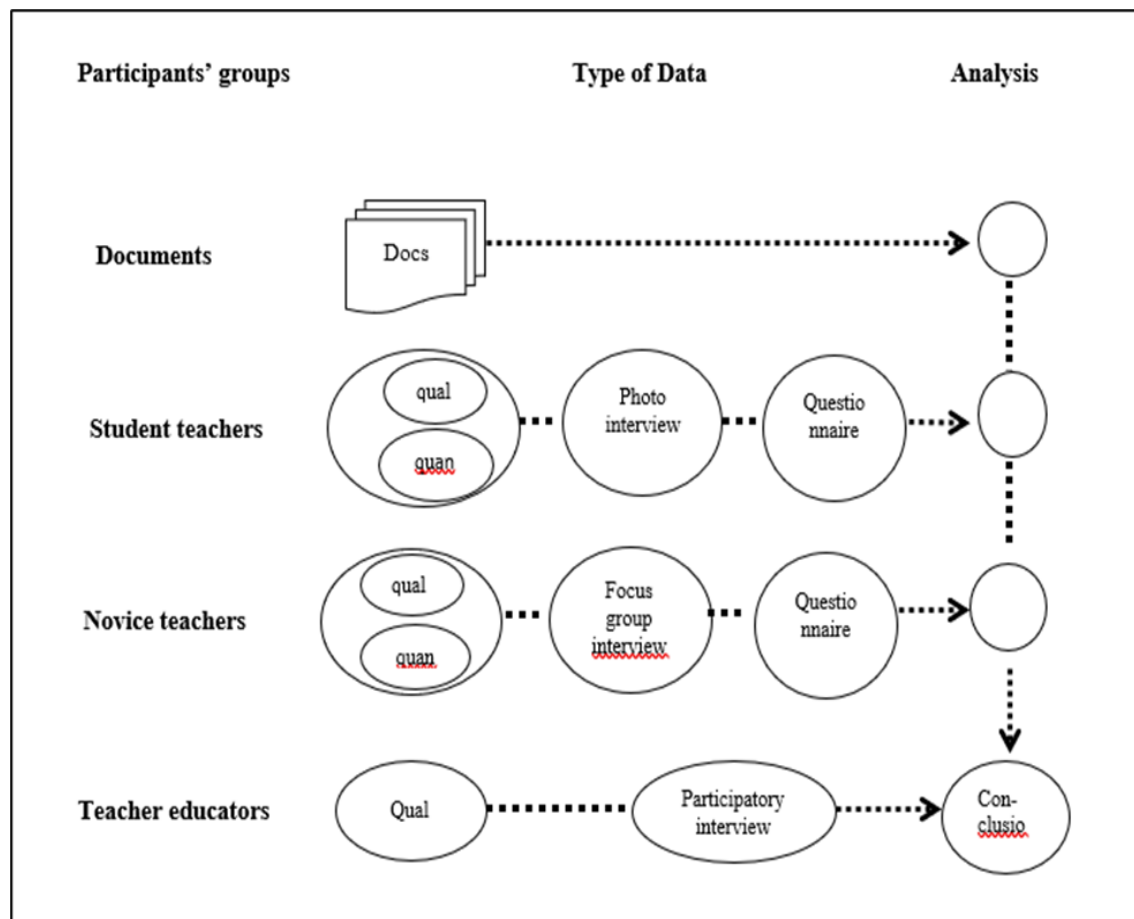 Participants' groups Type of Data Analysis
Documents
Docs
Student teachers
qual
quan
Photo
interview
Questio
nnaire
Novice teachers
qual
quan
Focus
group
interview
Questio
nnaire
Teacher educators
Qual
Participatory
interview
Con-
clusio